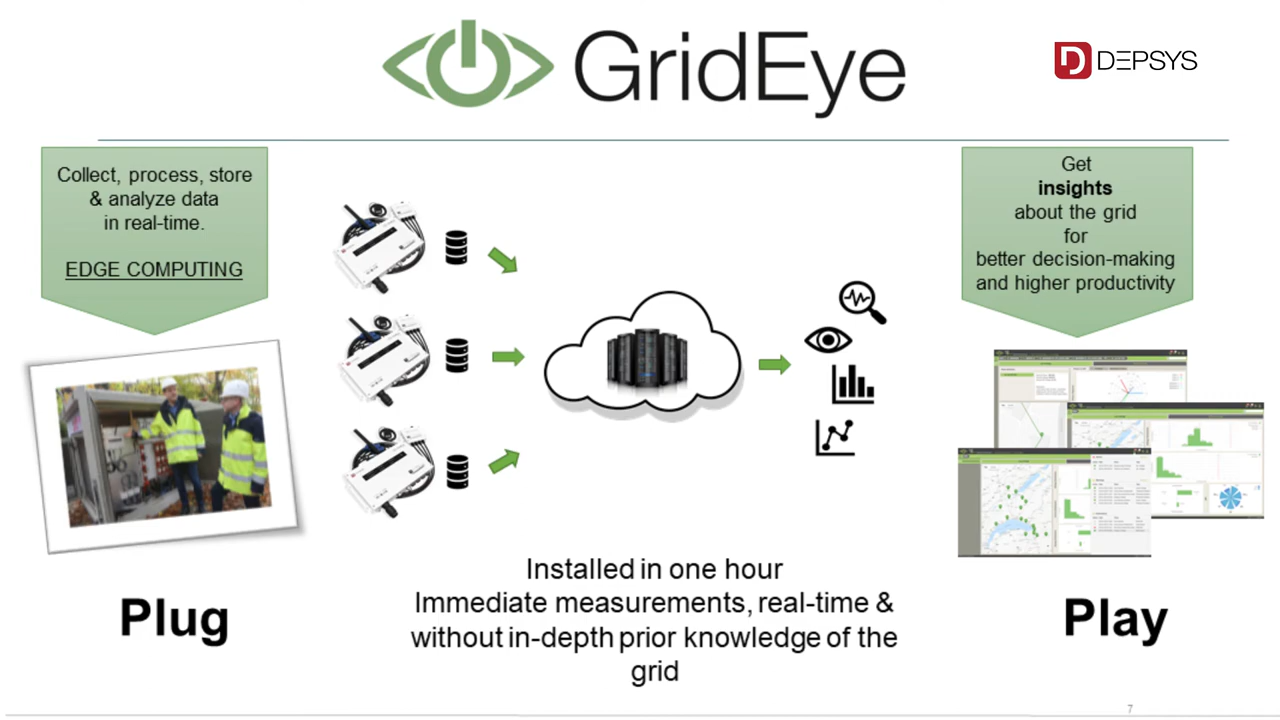 GridEye
DEPSYS
Collect, process, store
& analyze data
in real-time.
EDGE COMPUTING
Get
insights
about the grid
for
better decision-making
and higher productivity
Installed in one hour
Immediate measurements, real-time &
without in-depth prior knowledge of the
grid
Plug
Play
7